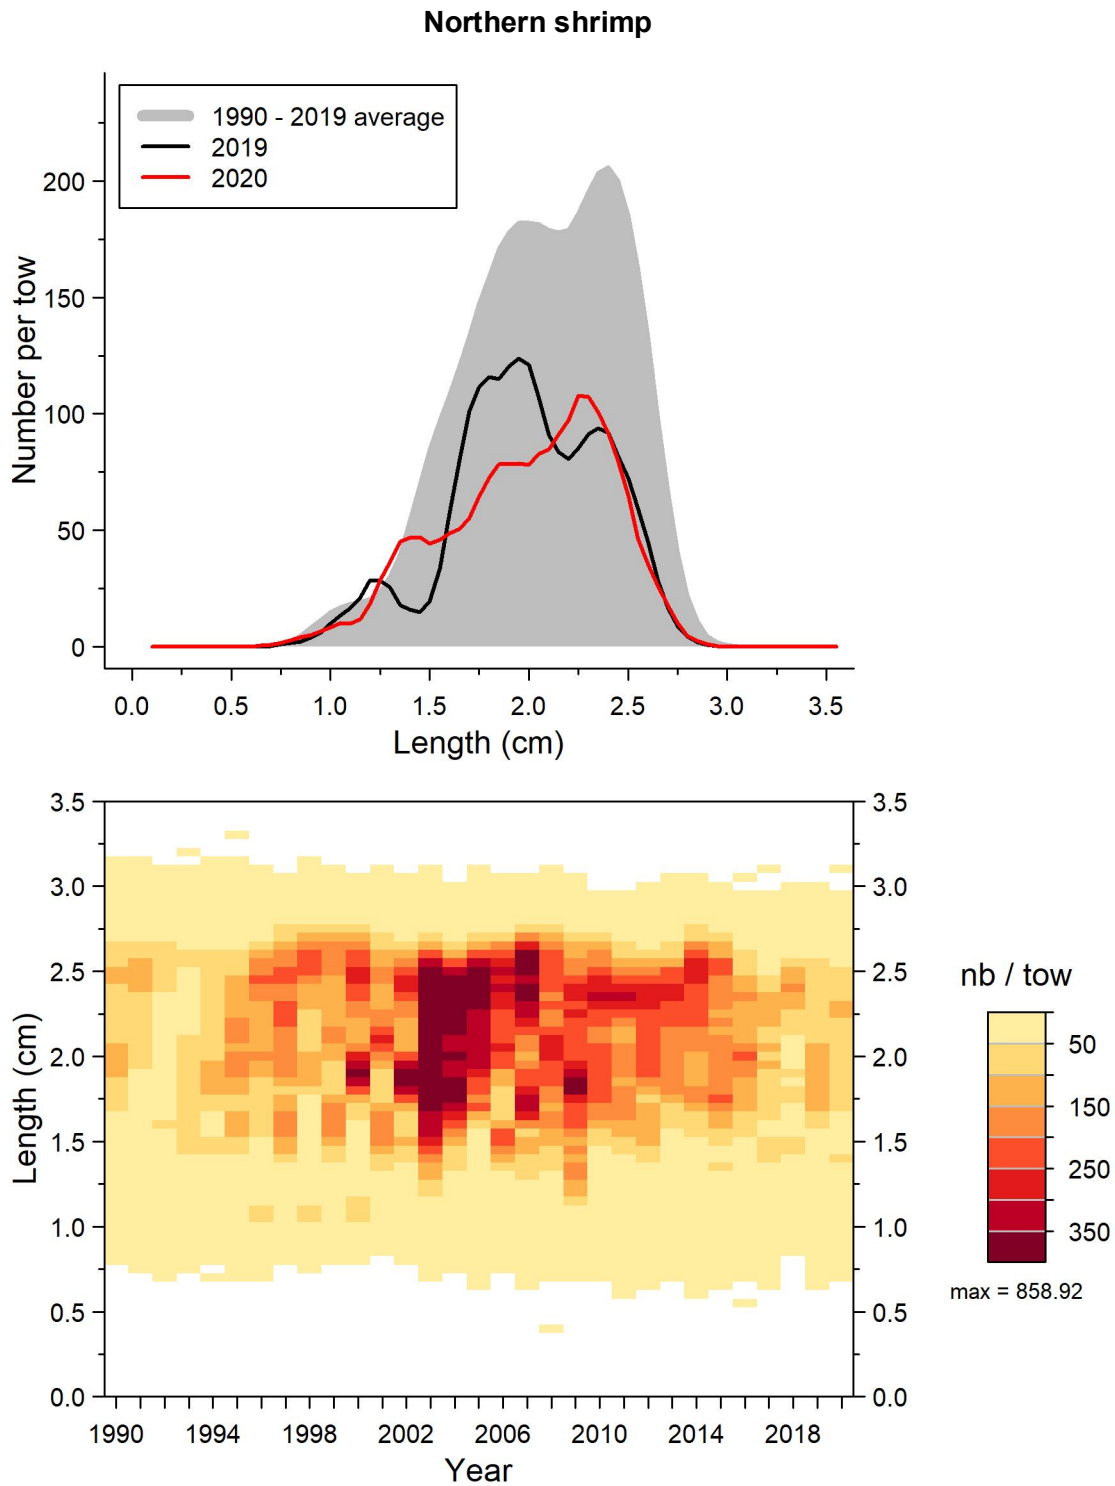 Northern shrimp
1990 - 2019 average
2019
2020
200
150
100
50
0
Number per tow
0.0 0.5 1.0 1.5 2.0 2.5 3.0 3.5
Length (cm)
3.5 3.5
3.0 3.0
2.5 2.5
2.0 2.0
1.5 1.5
1.0 1.0
0.5 0.5
0.0 0.0
Length (cm)
1990 1994 1998 2002 2006 2010 2014 2018
Year
nb / tow
50
150
250
350
max = 858.92